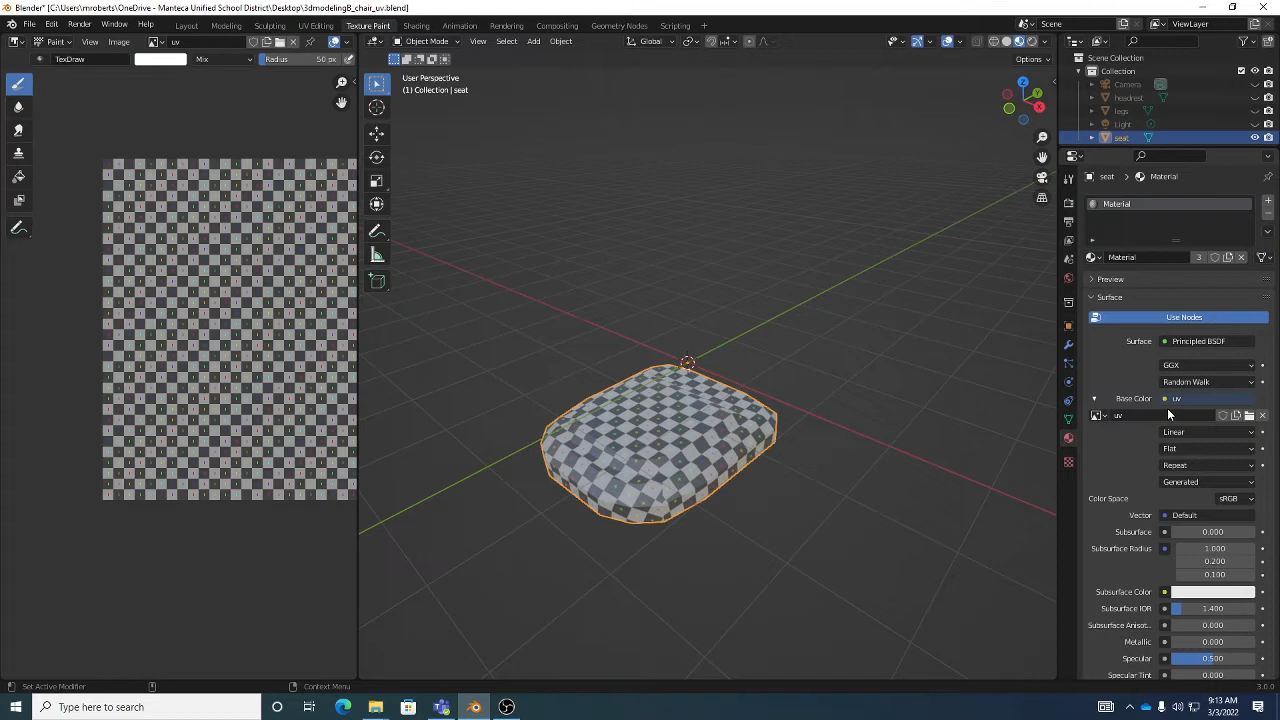 Blender* [C:\Users\mroberts\OneDrive - Manteca Unified School District\Desktop\3dmodelingB_chair_uv.blend]
File Edit Render Window Help Layout Modeling Sculpting UV Editing Texture Paint Shading Animation Rendering Compositing Geometry Nodes Scripting + Scene ViewLayer
Paint View Image uv Object Mode View Select Add Object Global
TexDraw Mix Radius 50 px Options
User Perspective
(1) Collection | seat
Scene Collection
Collection
Camera
headrest
legs
Light
seat
Z
Y
X
seat Material
Material
Material 3
Preview
Surface
Use Nodes
Surface Principled BSDF
GGX
Random Walk
Base Color uv
uv
Linear
Flat
Repeat
Generated
Color Space sRGB
Vector Default
Subsurface 0.000
Subsurface Radius 1.000
0.200
0.100
Subsurface Color
Subsurface IOR 1.400
Subsurface Anisot... 0.000
Metallic 0.000
Specular 0.500
Specular Tint 0.000
Set Active Modifier Context Menu 3.0.0
Type here to search
9:13 AM
3/3/2022